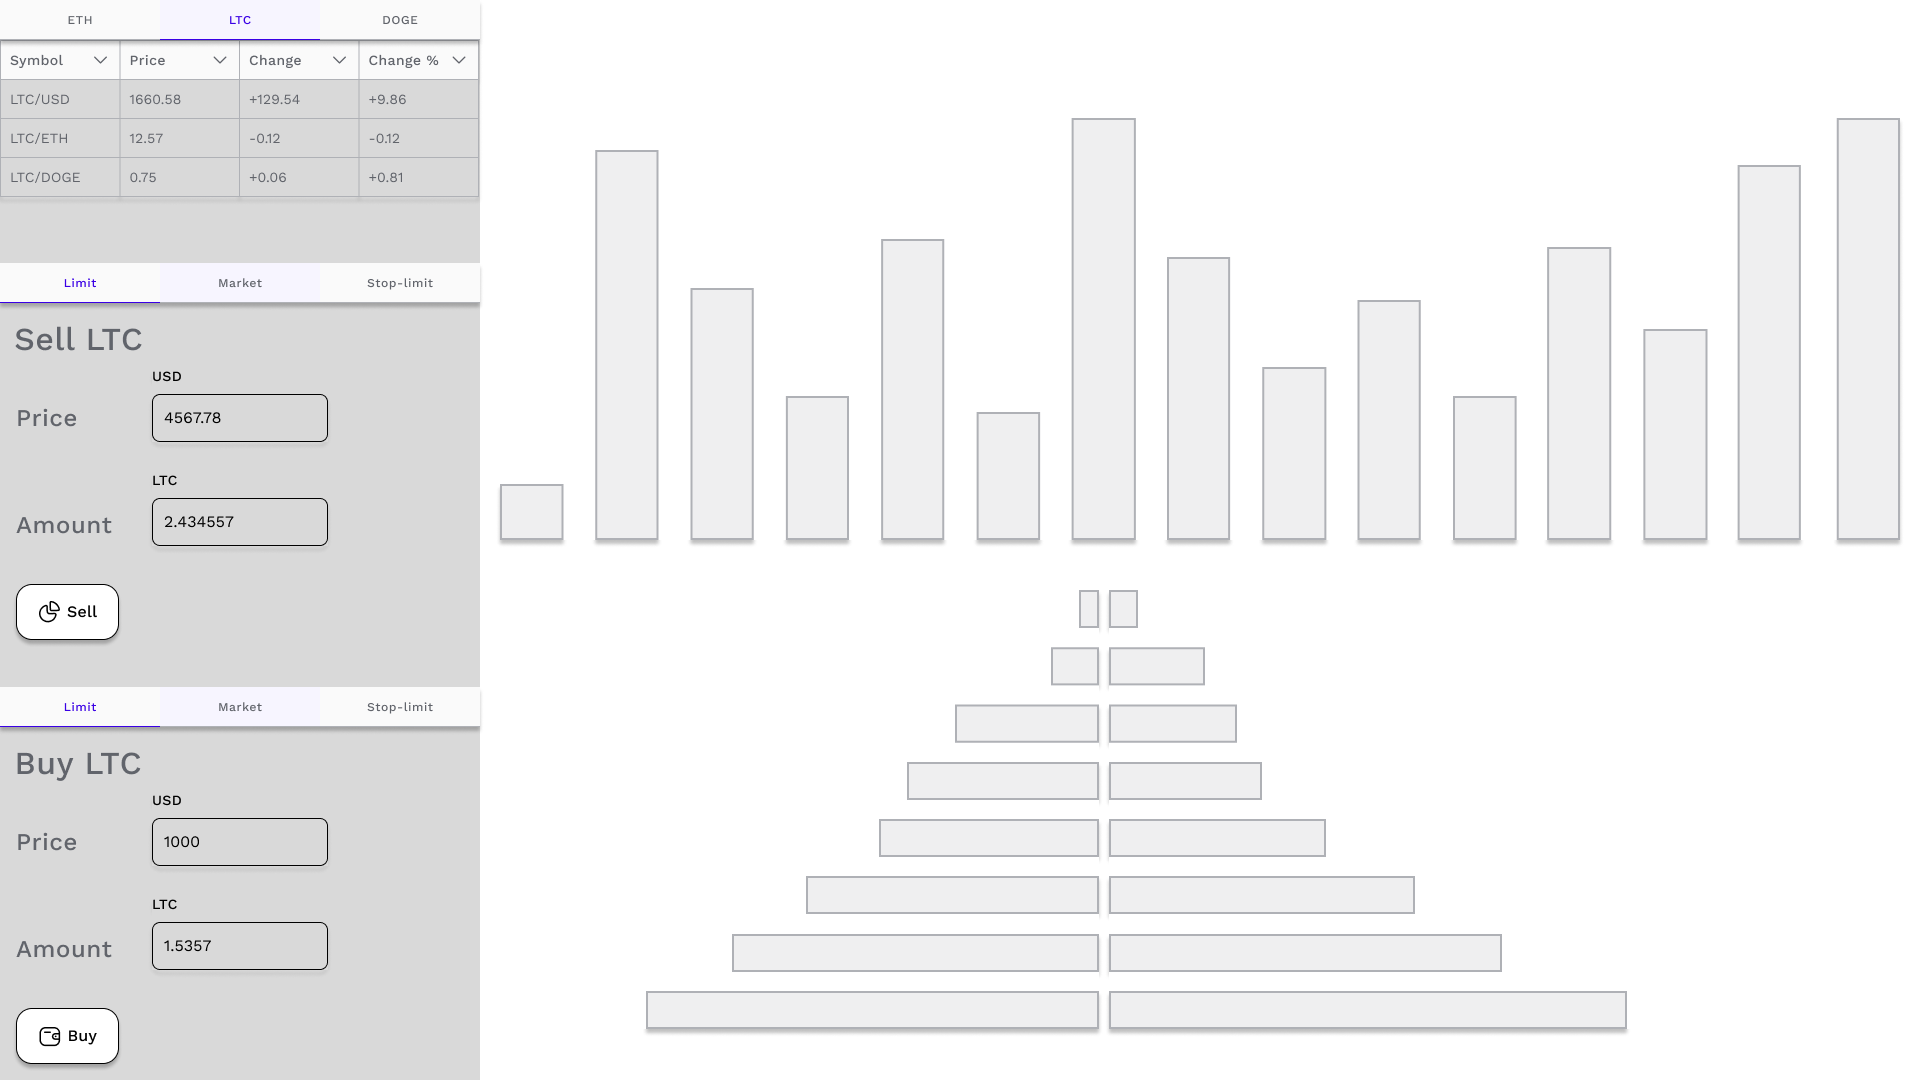 ETH LTC DOGE
Symbol Price Change Change %
LTC/USD 1660.58 +129.54 +9.86
LTC/ETH 12.57 -0.12 -0.12
LTC/DOGE 0.75 +0.06 +0.81
Limit Market Stop-limit
Sell LTC
USD
Price 4567.78
LTC
Amount 2.434557
Sell
Limit Market Stop-limit
Buy LTC
USD
Price 1000
LTC
Amount 1.5357
Buy